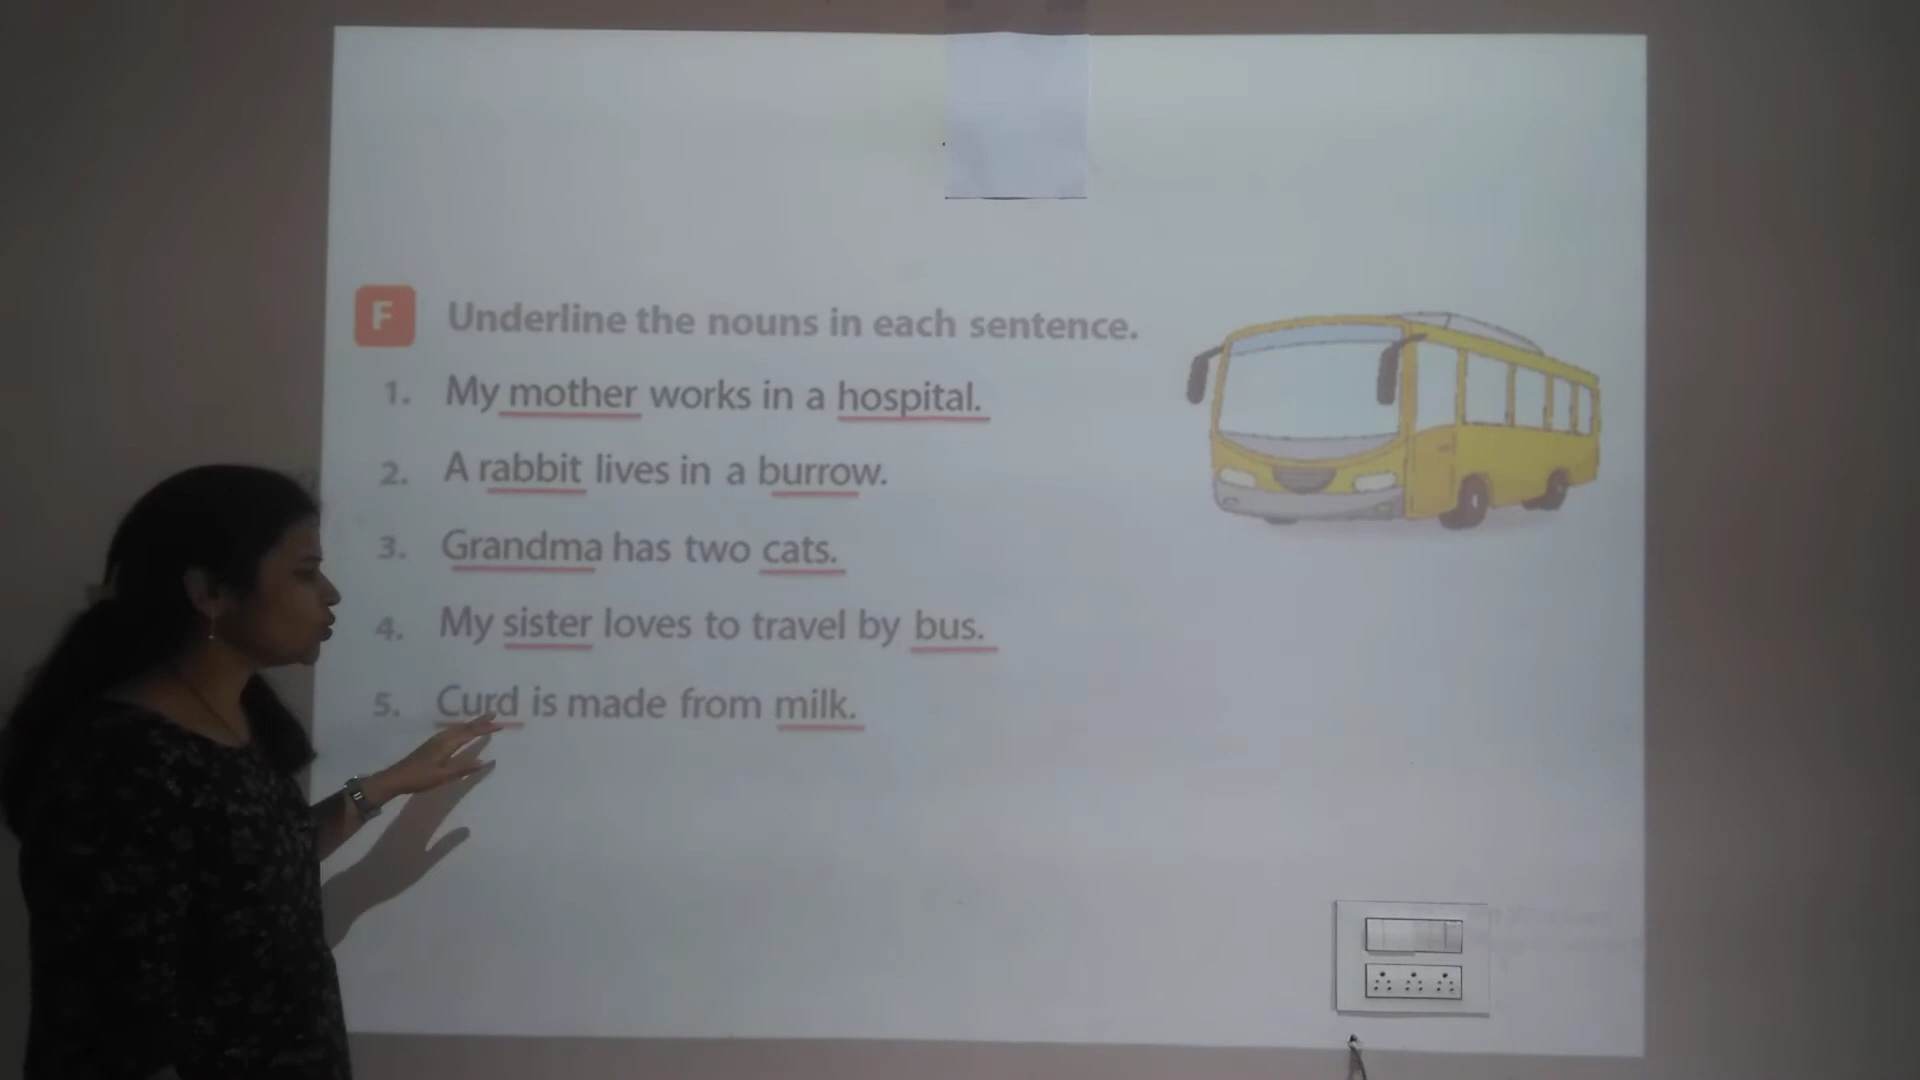 F Underline the nouns in each sentence.
1. My mother works in a hospital.
2. A rabbit lives in a burrow.
3. Grandma has two cats.
4. My sister loves to travel by bus.
5. Curd is made from milk.